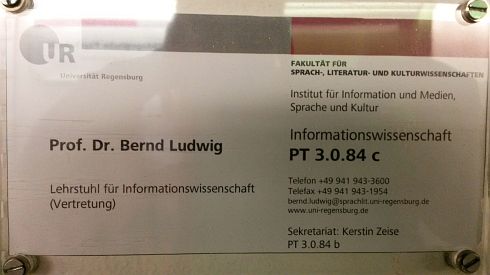 UR
Universität Regensburg
Prof. Dr. Bernd Ludwig
Lehrstuhl für Informationswissenschaft
(Vertretung)
FAKULTÄT FÜR
SPRACH-, LITERATUR- UND KULTURWISSENSCHAFTEN
Institut für Information und Medien,
Sprache und Kultur
Informationswissenschaft
PT 3.0.84 c
Telefon +49 941 943-3600
Telefax +49 941 943-1954
bernd.ludwig@sprachlit.uni-regensburg.de
www.uni-regensburg.de
Sekretariat: Kerstin Zeise
PT 3.0.84 b